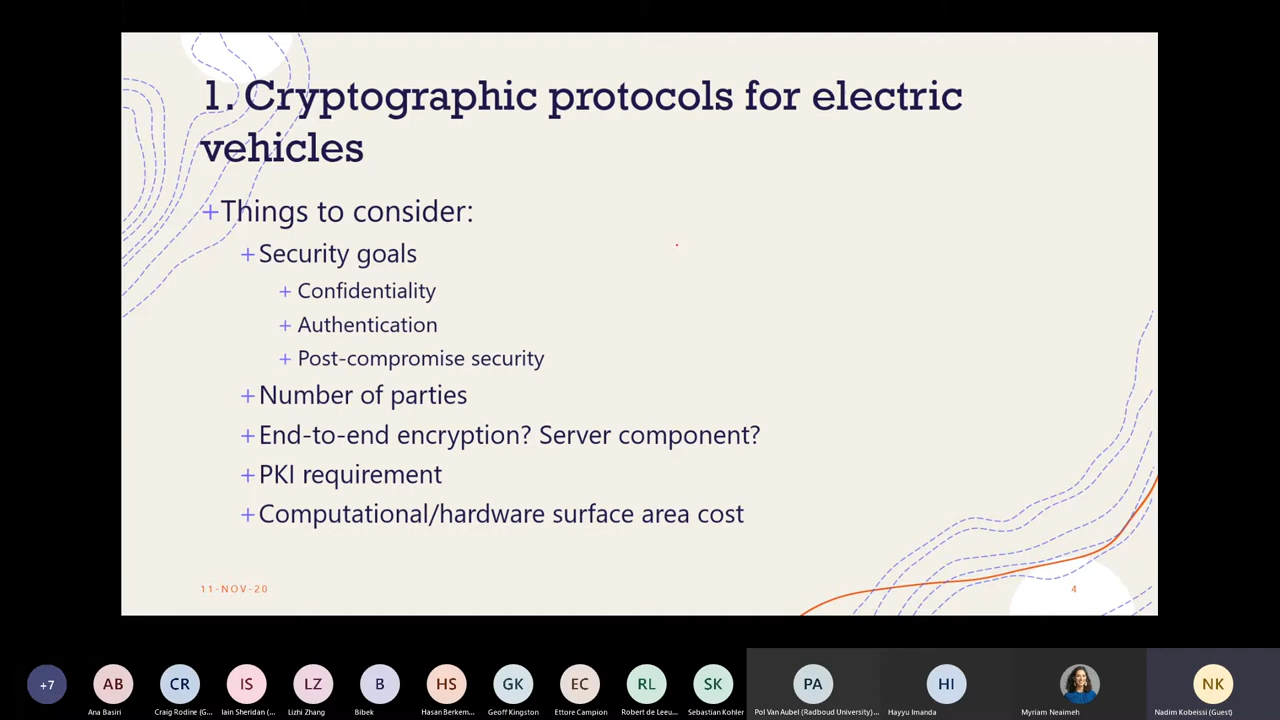 1. Cryptographic protocols for electric
vehicles
+Things to consider:
+Security goals
+ Confidentiality
+ Authentication
+ Post-compromise security
+Number of parties
+End-to-end encryption? Server component?
+PKI requirement
+Computational/hardware surface area cost
11-NOV-20
4
+7
AB
CR
IS
LZ
B
HS
GK
EC
RL
SK
PA
HI
NK
Ana Basiri
Craig Rodine (G...
Iain Sheridan (...
Lizhi Zhang
Bibek
Hasan Berkem...
Geoff Kingston
Ettore Campion
Robert de Leeu...
Sebastian Kohler
Pol Van Aubel (Radboud University)...
Hayyu Imanda
Myriam Neaimeh
Nadim Kobeissi (Guest)